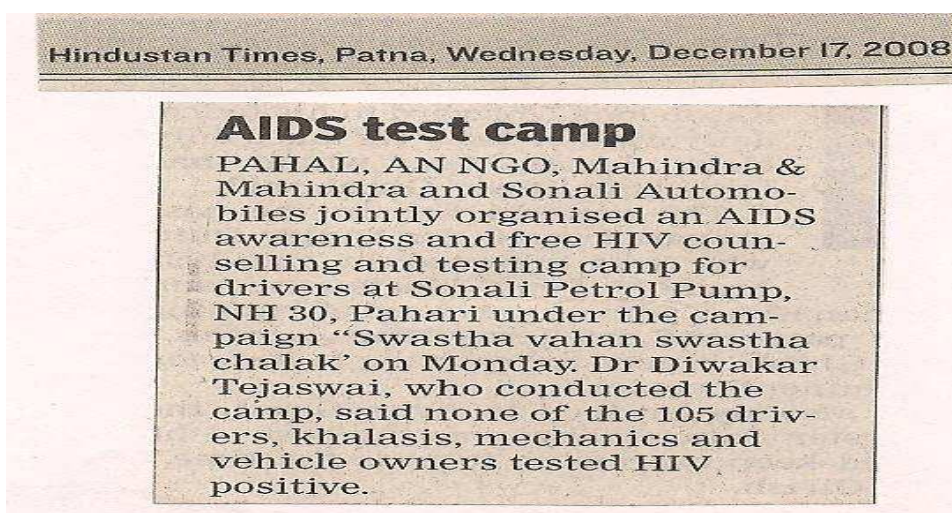 Hindustan Times, Patna, Wednesday, December 17, 2008
AIDS test camp
PAHAL, AN NGO, Mahindra &
Mahindra and Sonali Automo-
biles jointly organised an AIDS
awareness and free HIV coun-
selling and testing camp for
drivers at Sonali Petrol Pump,
NH 30, Pahari under the cam-
paign “Swastha vahan swastha
chalak’ on Monday. Dr Diwakar
Tejaswai, who conducted the
camp, said none of the 105 driv-
ers, khalasis, mechanics and
vehicle owners tested HIV
positive.